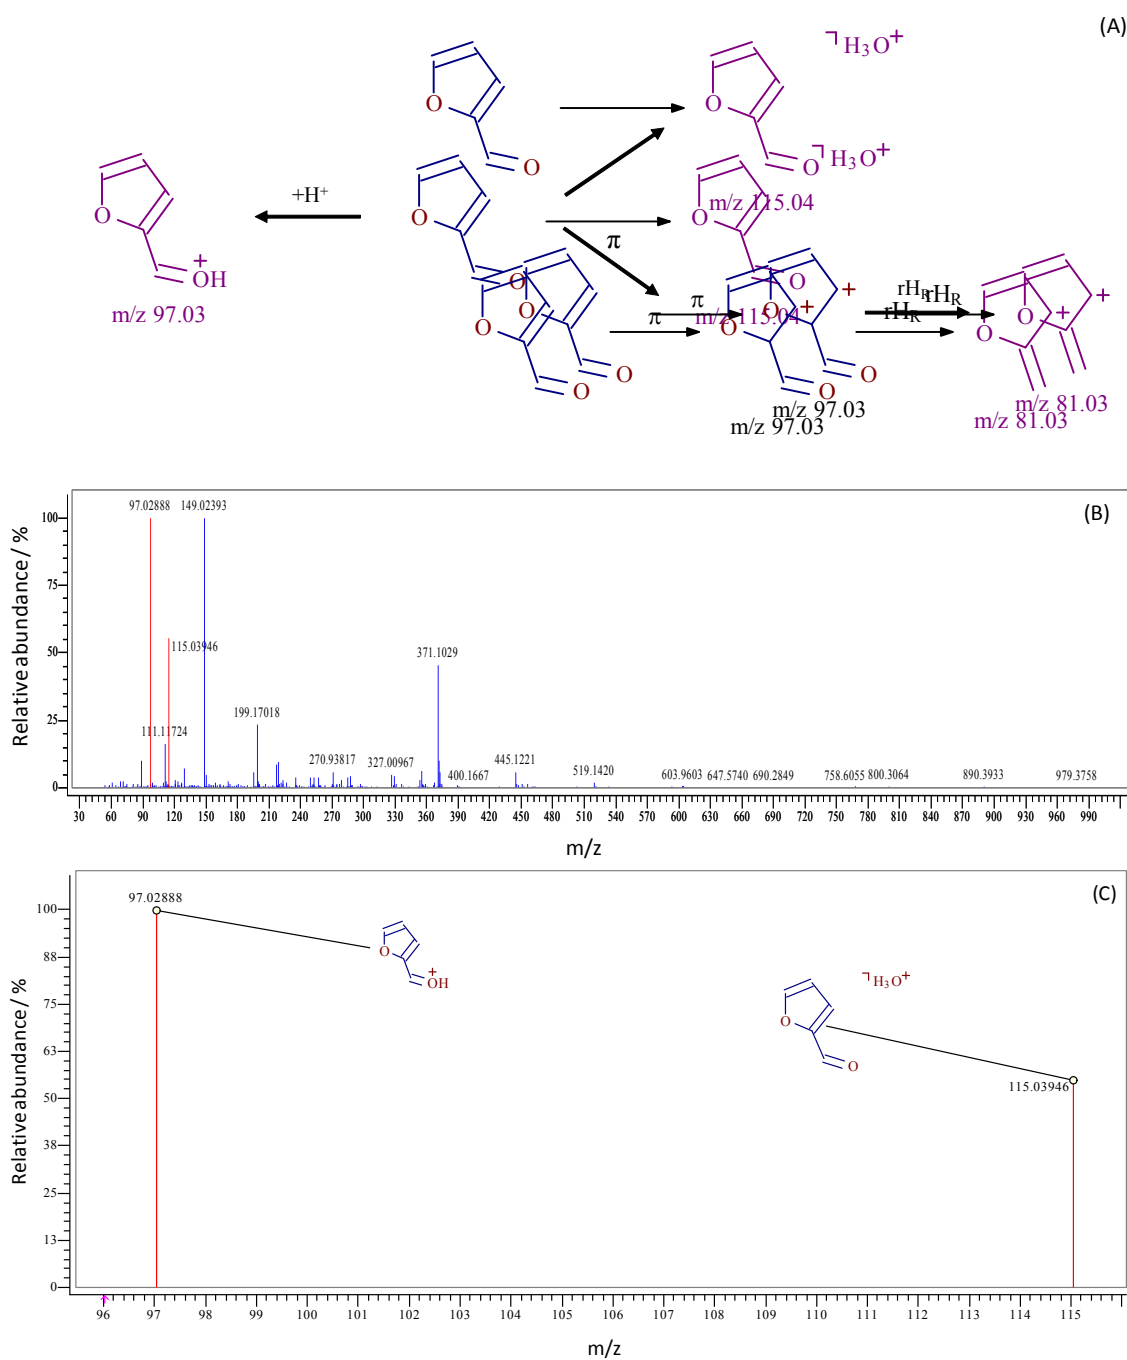 (A)
H3O+
O
O
O
O
H3O+
+H+
O
O
m/z 115.04
π
+
OH
O
O
O
rHR
rHR
m/z 97.03
π
m/z 115.04
O
+
+
+
O
π
O
rHR
O
+
O
O
O
O
O
O
m/z 97.03
m/z 81.03
m/z 97.03
m/z 81.03
(B)
97.02888
149.02393
100
75
115.03946
50
371.1029
199.17018
25
111.11724
270.93817
327.00967
445.1221
400.1667
519.1420
603.9603
647.5740
690.2849
758.6055
800.3064
890.3933
979.3758
0
30 60 90 120 150 180 210 240 270 300 330 360 390 420 450 480 510 540 570 600 630 660 690 720 750 780 810 840 870 900 930 960 990
Relative abundance / %
m/z
(C)
97.02888
100
88
75
63
50
38
25
13
0
O
+
OH
H3O+
O
O
115.03946
96 97 98 99 100 101 102 103 104 105 106 107 108 109 110 111 112 113 114 115
Relative abundance / %
m/z